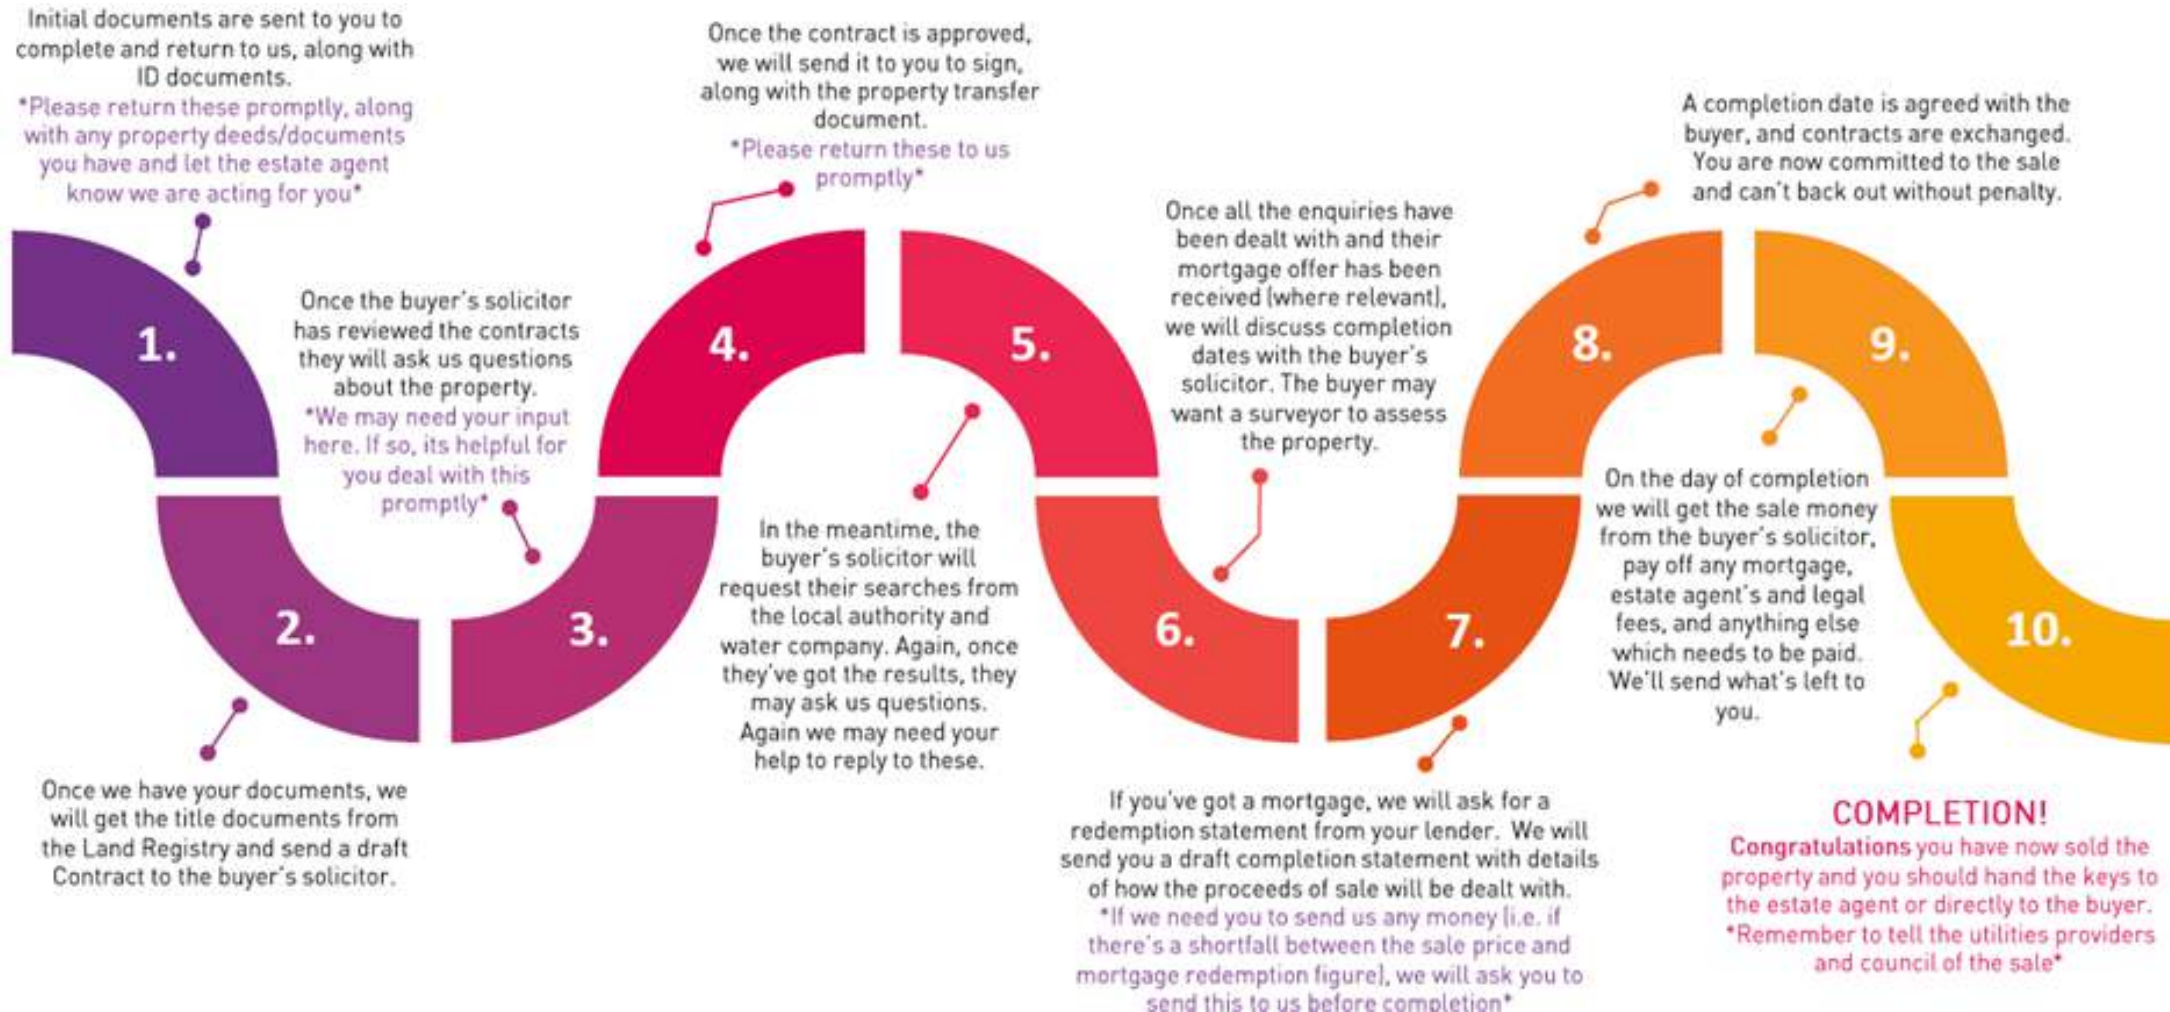 Initial documents are sent to you to
complete and return to us, along with
ID documents.
*Please return these promptly, along
with any property deeds/documents
you have and let the estate agent
know we are acting for you*
1.
Once we have your documents, we
will get the title documents from
the Land Registry and send a draft
Contract to the buyer's solicitor.
2.
Once the buyer's solicitor
has reviewed the contracts
they will ask us questions
about the property.
*We may need your input
here. If so, its helpful for
you deal with this
promptly*
3.
Once the contract is approved,
we will send it to you to sign,
along with the property transfer
document.
*Please return these to us
promptly*
4.
In the meantime, the
buyer's solicitor will
request their searches from
the local authority and
water company. Again, once
they've got the results, they
may ask us questions.
Again we may need your
help to reply to these.
5.
Once all the enquiries have
been dealt with and their
mortgage offer has been
received (where relevant),
we will discuss completion
dates with the buyer's
solicitor. The buyer may
want a surveyor to assess
the property.
6.
If you've got a mortgage, we will ask for a
redemption statement from your lender. We will
send you a draft completion statement with details
of how the proceeds of sale will be dealt with.
*If we need you to send us any money (i.e. if
there's a shortfall between the sale price and
mortgage redemption figure), we will ask you to
send this to us before completion*
7.
A completion date is agreed with the
buyer, and contracts are exchanged.
You are now committed to the sale
and can't back out without penalty.
8.
On the day of completion
we will get the sale money
from the buyer's solicitor,
pay off any mortgage,
estate agent's and legal
fees, and anything else
which needs to be paid.
We'll send what's left to
you.
9.
10.
COMPLETION!
Congratulations you have now sold the
property and you should hand the keys to
the estate agent or directly to the buyer.
*Remember to tell the utilities providers
and council of the sale*